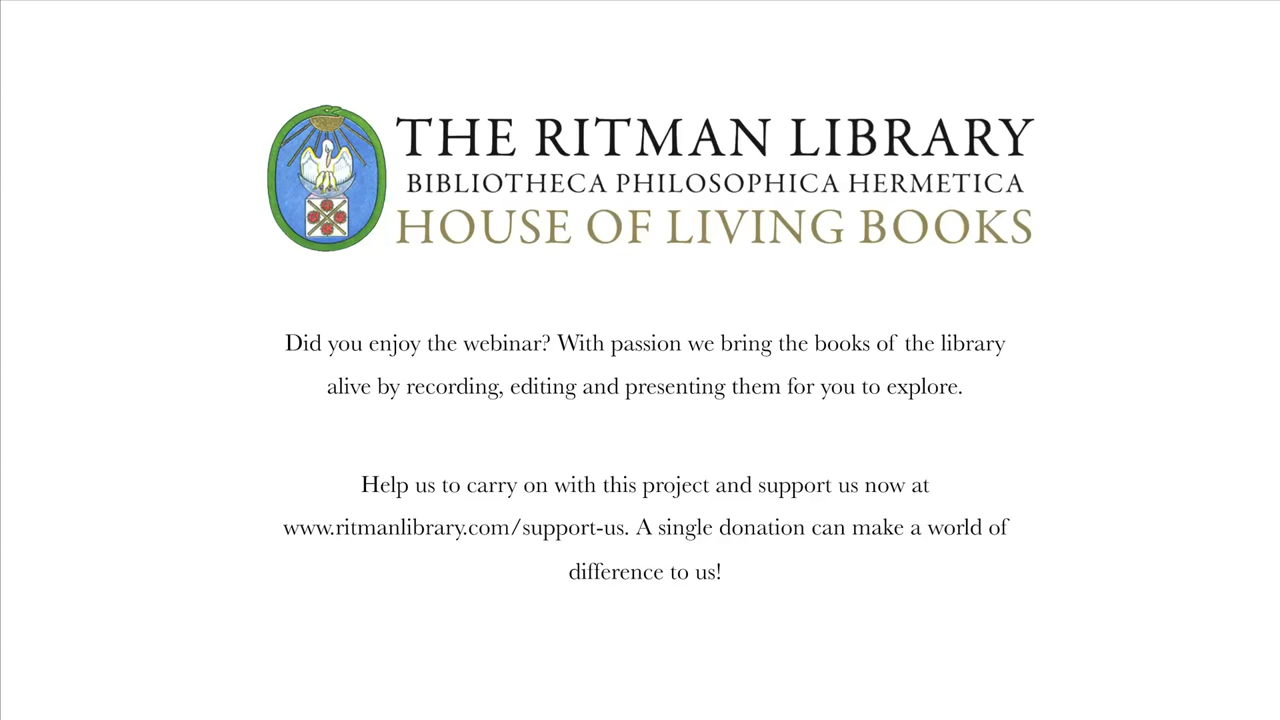 THE RITMAN LIBRARY
BIBLIOTHECA PHILOSOPHICA HERMETICA
HOUSE OF LIVING BOOKS
Did you enjoy the webinar? With passion we bring the books of the library
alive by recording, editing and presenting them for you to explore.
Help us to carry on with this project and support us now at
www.ritmanlibrary.com/support-us. A single donation can make a world of
difference to us!